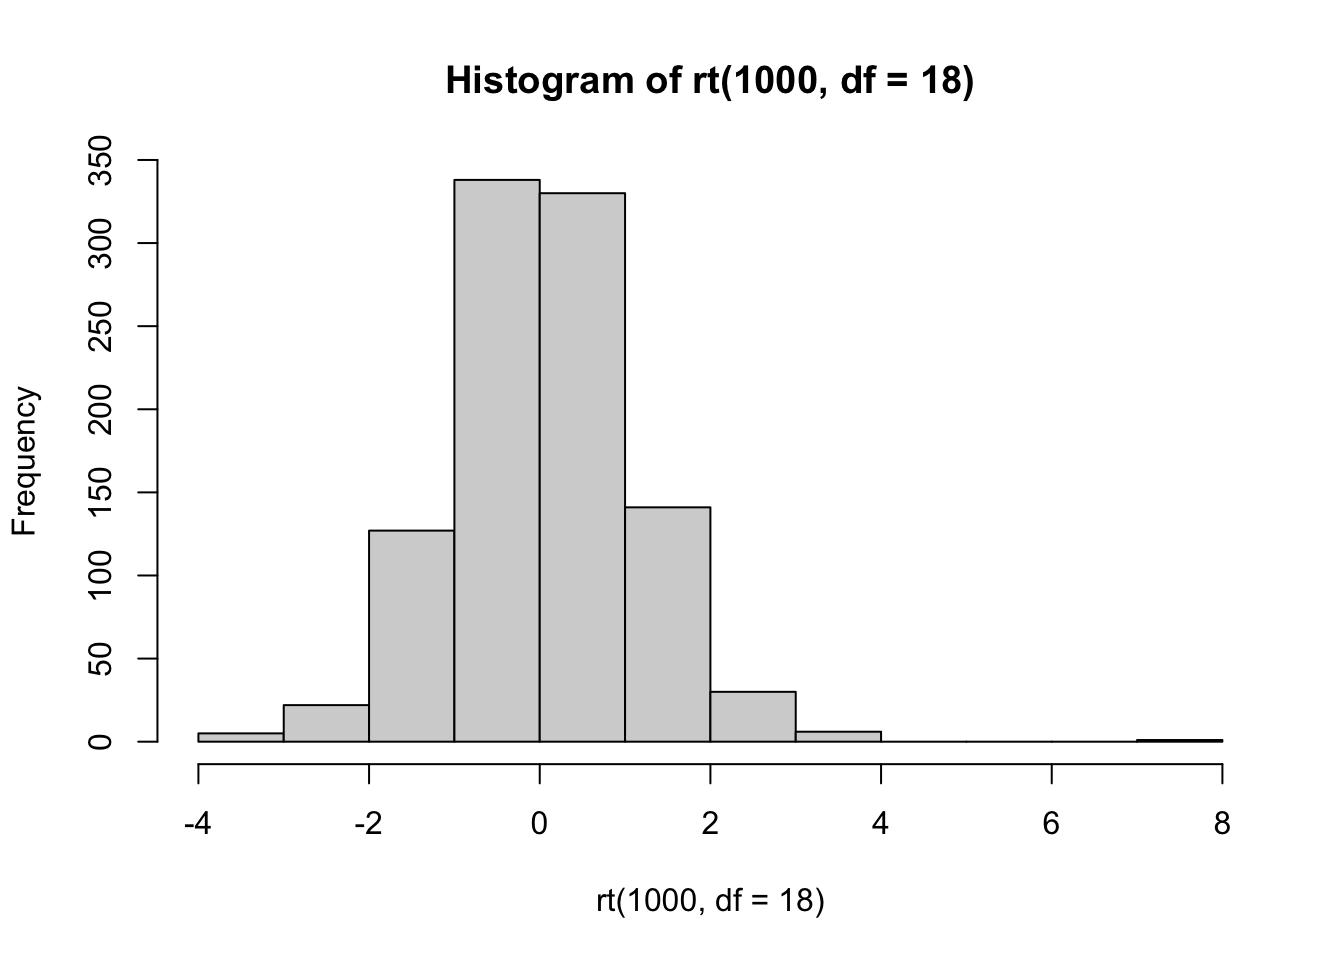 Histogram of rt(1000, df = 18)
350
300
250
200
150
100
50
0
Frequency
-4 -2 0 2 4 6 8
rt(1000, df = 18)